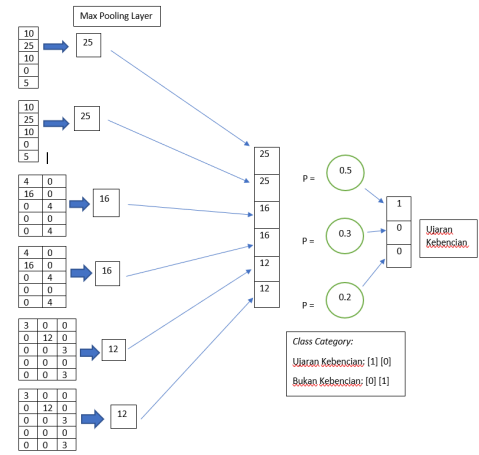 Max Pooling Layer
10
25
10
0
5
25
10
25
10
0
5
25
4 0
16 0
0 4
0 0
0 4
16
4 0
16 0
0 4
0 0
0 4
16
3 0 0
0 12 0
0 0 3
0 0 0
0 0 3
12
3 0 0
0 12 0
0 0 3
0 0 0
0 0 3
12
25
25
16
16
12
12
P =
0.5
P =
0.3
P =
0.2
1
0
0
Ujaran
Kebencian
Class Category:
Ujaran Kebencian: [1] [0]
Bukan Kebencian: [0] [1]